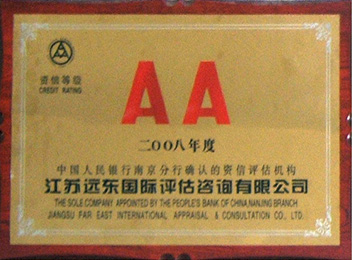 资信等级
CREDIT RATING
AA
二OO八年度
中国人民银行南京分行确认的资信评估机构
江苏远东国际评估咨询有限公司
THE SOLE COMPANY APPOINTED BY THE PEOPLE'S BANK OF CHINA,NANJING BRANCH
JIANGSU FAR EAST INTERNATIONAL APPRAISAL & CONSULTATION CO., LTD.